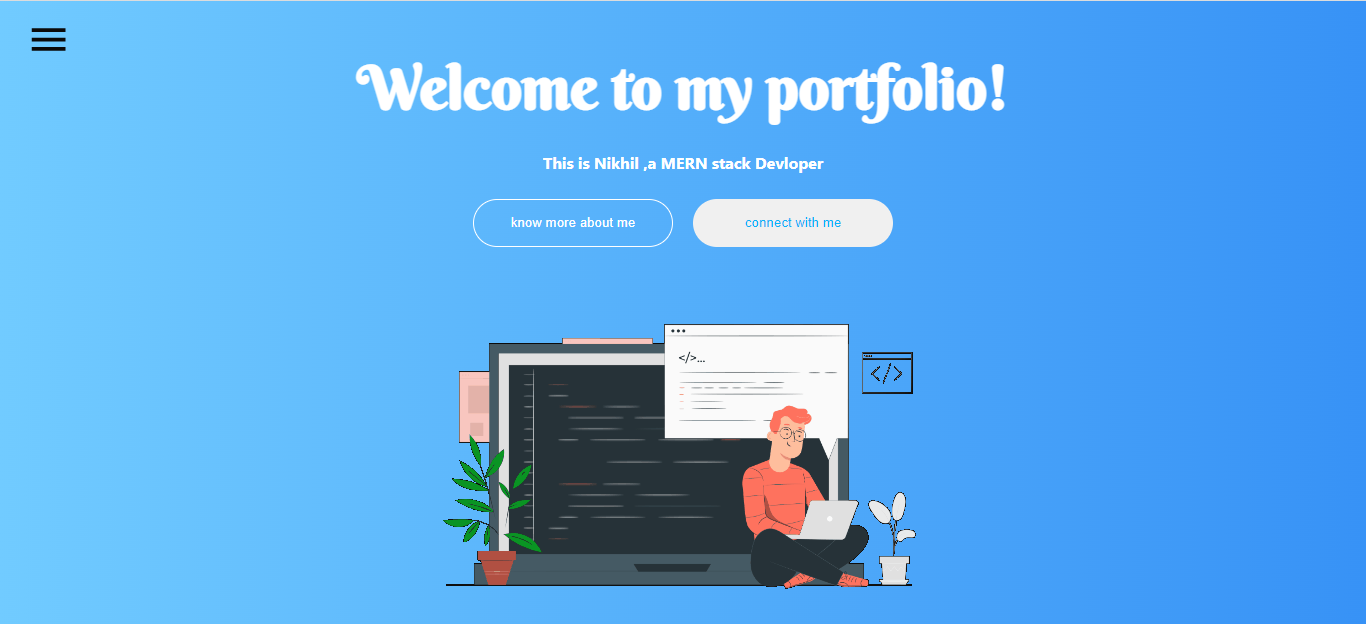 Welcome to my portfolio!
This is Nikhil ,a MERN stack Devloper
know more about me
connect with me
</>...
</>